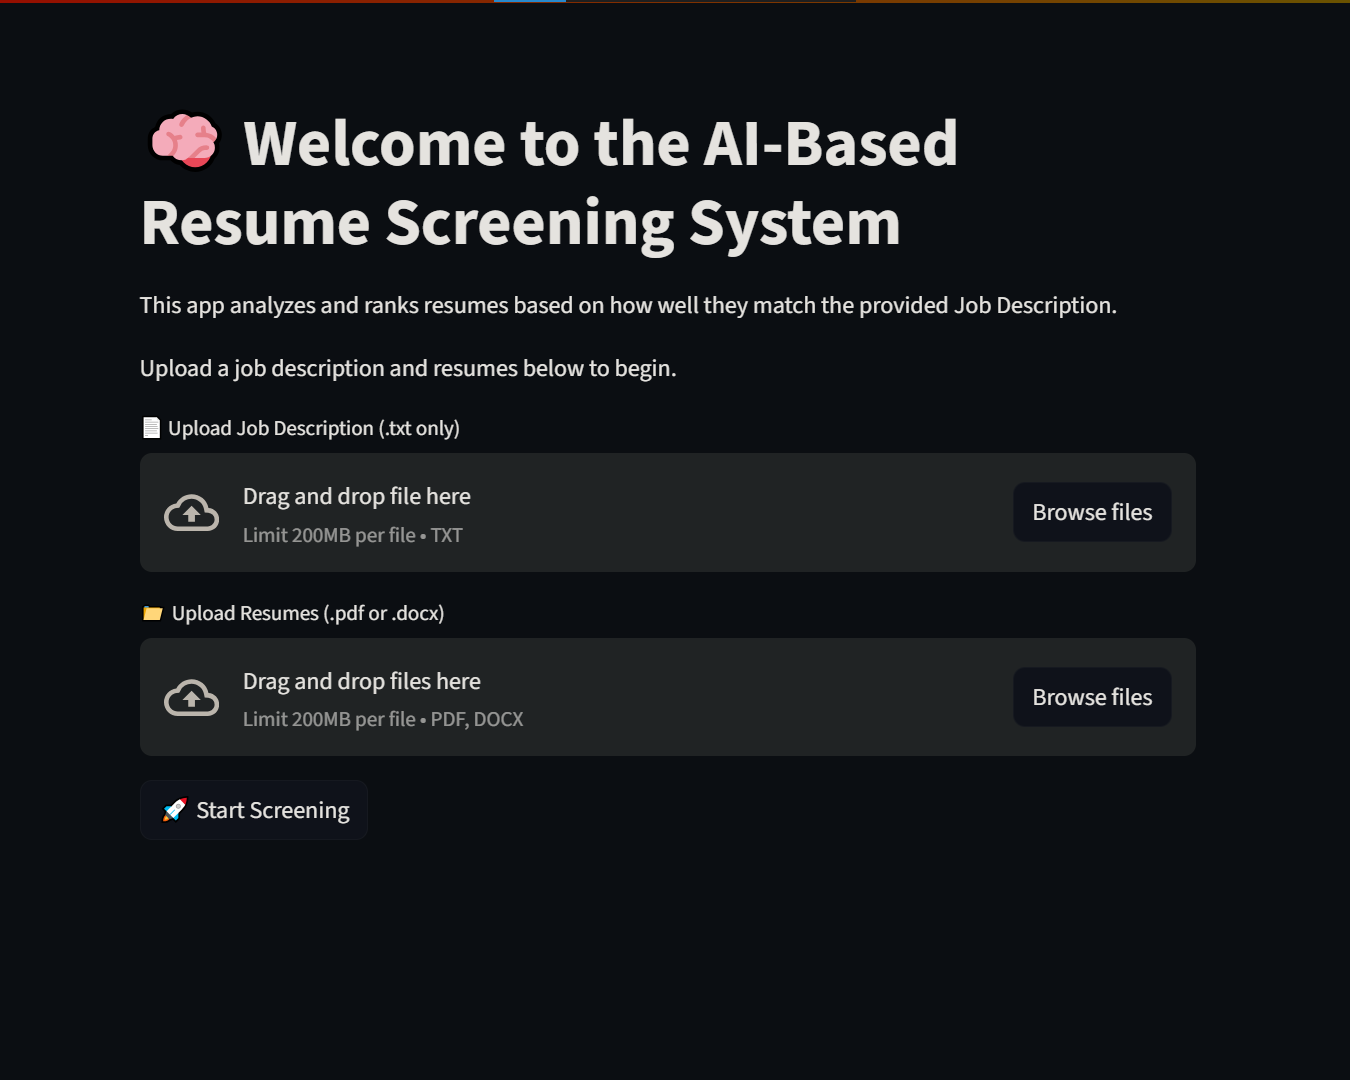 🧠 Welcome to the AI-Based
Resume Screening System
This app analyzes and ranks resumes based on how well they match the provided Job Description.
Upload a job description and resumes below to begin.
📄 Upload Job Description (.txt only)
Drag and drop file here
Limit 200MB per file • TXT
Browse files
📂 Upload Resumes (.pdf or .docx)
Drag and drop files here
Limit 200MB per file • PDF, DOCX
Browse files
🚀 Start Screening